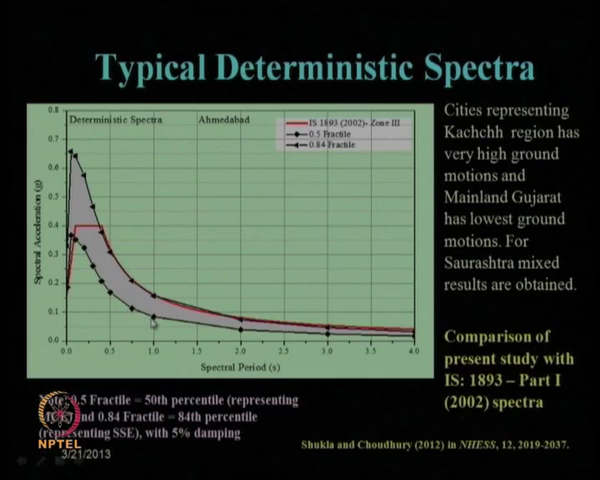 Typical Deterministic Spectra
Deterministic Spectra
Ahmedabad
IS 1893 (2002)- Zone III
0.5 Fractile
0.84 Fractile
0.8
0.7
0.6
0.5
0.4
0.3
0.2
0.1
0.0
Spectral Acceleration (g)
0.0 0.5 1.0 1.5 2.0 2.5 3.0 3.5 4.0
Spectral Period (s)
Cities representing
Kachchh region has
very high ground
motions and
Mainland Gujarat
has lowest ground
motions. For
Saurashtra mixed
results are obtained.
Comparison of
present study with
IS: 1893 – Part I
(2002) spectra
0.5 Fractile = 50th percentile (representing
and 0.84 Fractile = 84th percentile
(representing SSE), with 5% damping
NPTEL
3/21/2013
Shukla and Choudhury (2012) in NHESS, 12, 2019-2037.